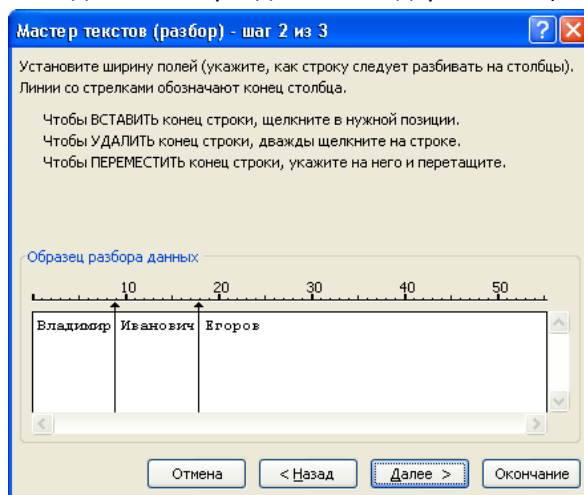 Мастер текстов (разбор) - шаг 2 из 3
Установите ширину полей (укажите, как строку следует разбивать на столбцы).
Линии со стрелками обозначают конец столбца.
Чтобы ВСТАВИТЬ конец строки, щелкните в нужной позиции.
Чтобы УДАЛИТЬ конец строки, дважды щелкните на строке.
Чтобы ПЕРЕМЕСТИТЬ конец строки, укажите на него и перетащите.
Образец разбора данных
10 20 30 40 50
Владимир Иванович Егоров
Отмена < Назад Далее > Окончание